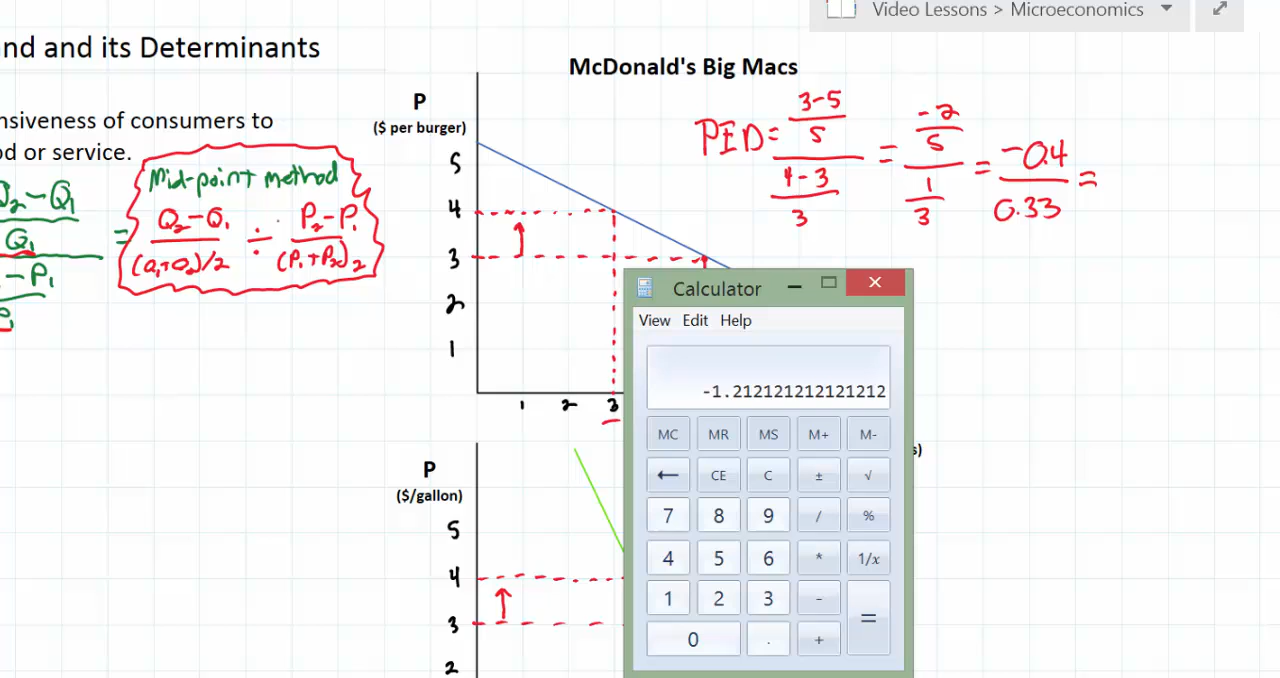 Video Lessons > Microeconomics
nd and its Determinants
McDonald's Big Macs
nsiveness of consumers to
od or service.
Mid-point method
Q₂-Q₁
Q₁
-P₁
= Q₂-Q₁ / (Q₁+Q₂)/2 ÷ P₂-P₁ / (P₁+P₂)/2
P
($ per burger)
5
4
3
2
1
1 2 3
PED = 3-5 / 5 / 4-3 / 3 = -2 / 5 / 1 / 3 = -0.4 / 0.33 =
Calculator
View Edit Help
-1.212121212121212
MC MR MS M+ M-
← CE C ± √
7 8 9 / %
4 5 6 * 1/x
1 2 3 - =
0 . +
s)
P
($/gallon)
5
4
3
2